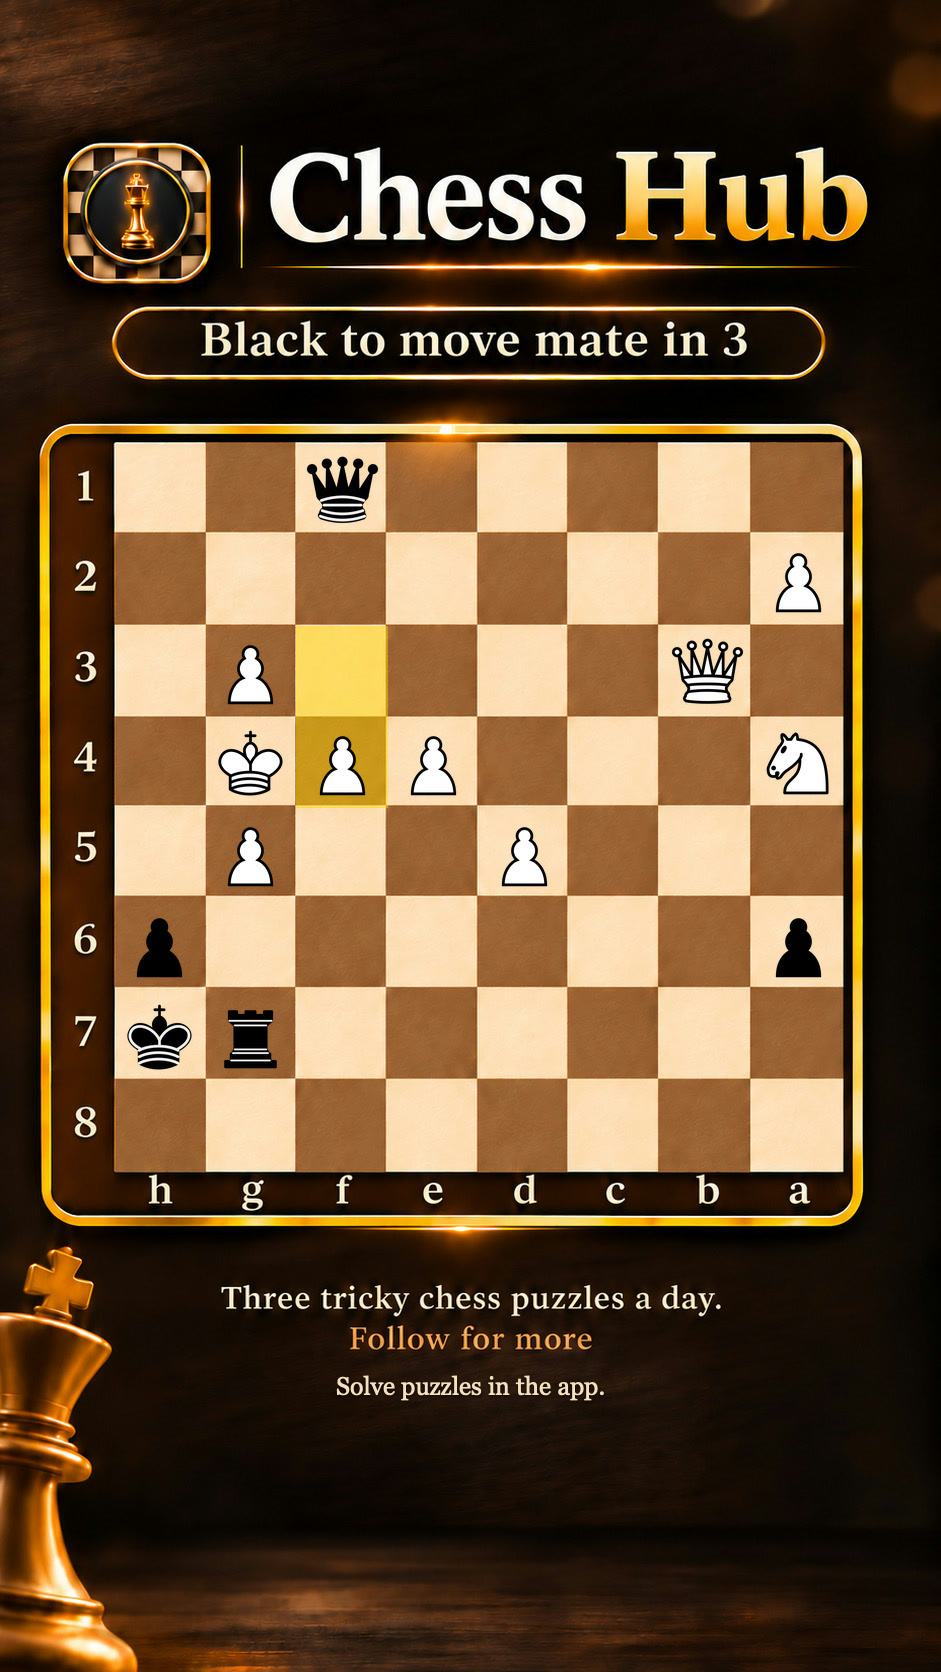 Chess Hub
Black to move mate in 3
1
2
3
4
5
6
7
8
h g f e d c b a
Three tricky chess puzzles a day.
Follow for more
Solve puzzles in the app.